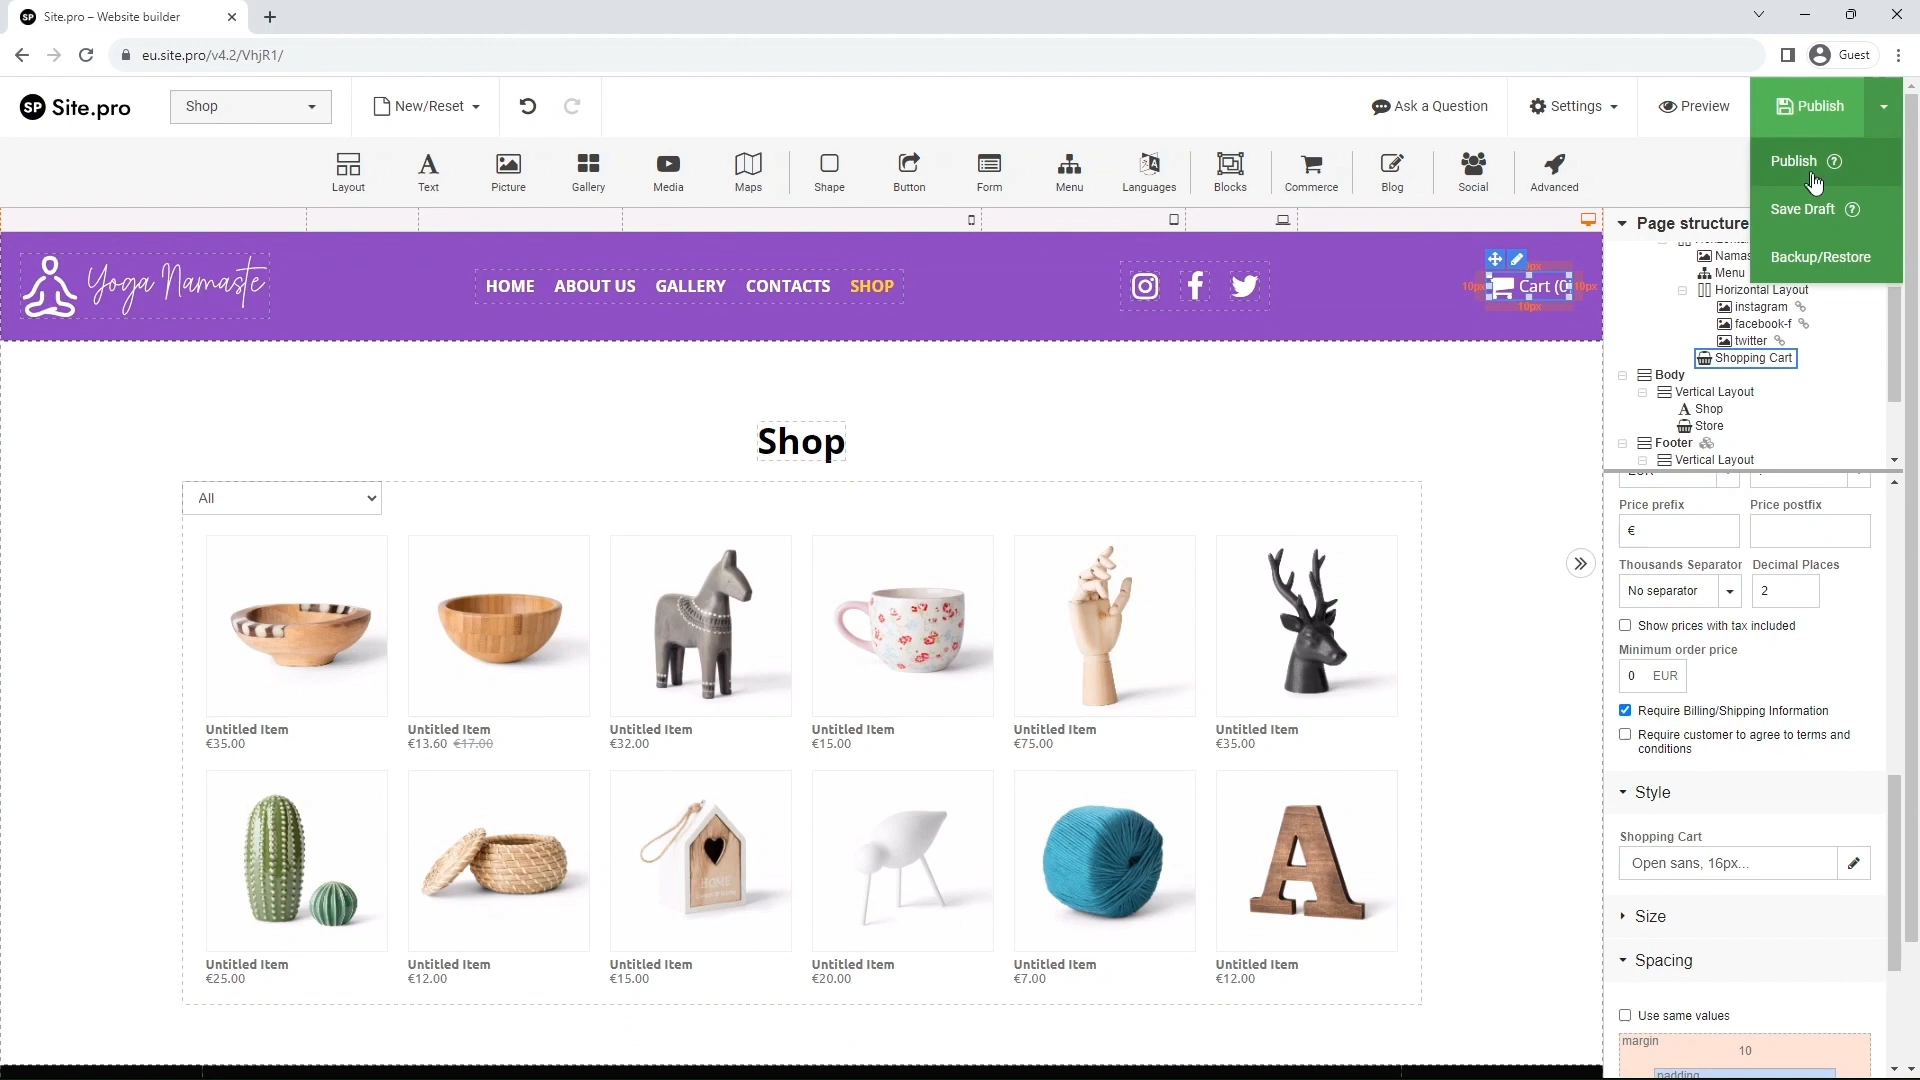 Site.pro – Website builder
eu.site.pro/v4.2/VhjR1/
Guest
SP Site.pro
Shop
New/Reset
Ask a Question
Settings
Preview
Publish
Layout
Text
Picture
Gallery
Media
Maps
Shape
Button
Form
Menu
Languages
Blocks
Commerce
Blog
Social
Advanced
Publish
Save Draft
Backup/Restore
Page structure
Menu
Horizontal Layout
instagram
facebook-f
twitter
Shopping Cart
Body
Vertical Layout
Shop
Store
Footer
Vertical Layout
Yoga Namaste
HOME ABOUT US GALLERY CONTACTS SHOP
10px
Cart (0
10px
10px
Shop
All
Untitled Item
€35.00
Untitled Item
€13.60 €17.00
Untitled Item
€32.00
Untitled Item
€15.00
Untitled Item
€75.00
Untitled Item
€35.00
HOME
Untitled Item
€25.00
Untitled Item
€12.00
Untitled Item
€15.00
Untitled Item
€20.00
Untitled Item
€7.00
Untitled Item
€12.00
A
Price prefix
Price postfix
€
Thousands Separator
Decimal Places
No separator
2
Show prices with tax included
Minimum order price
0 EUR
Require Billing/Shipping Information
Require customer to agree to terms and
conditions
Style
Shopping Cart
Open sans, 16px...
Size
Spacing
Use same values
margin
10
padding